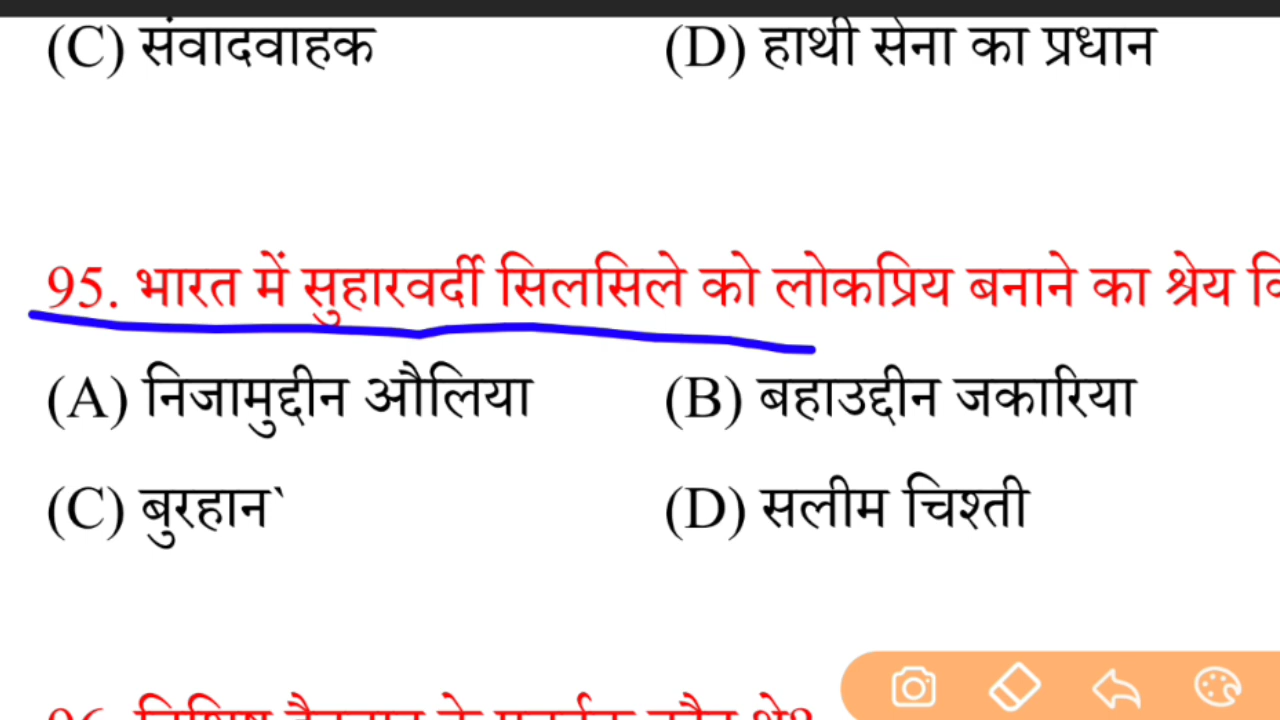 (C) संवादवाहक (D) हाथी सेना का प्रधान
95. भारत में सुहारवर्दी सिलसिले को लोकप्रिय बनाने का श्रेय
(A) निजामुद्दीन औलिया (B) बहाउद्दीन जकारिया
(C) बुरहान` (D) सलीम चिश्ती